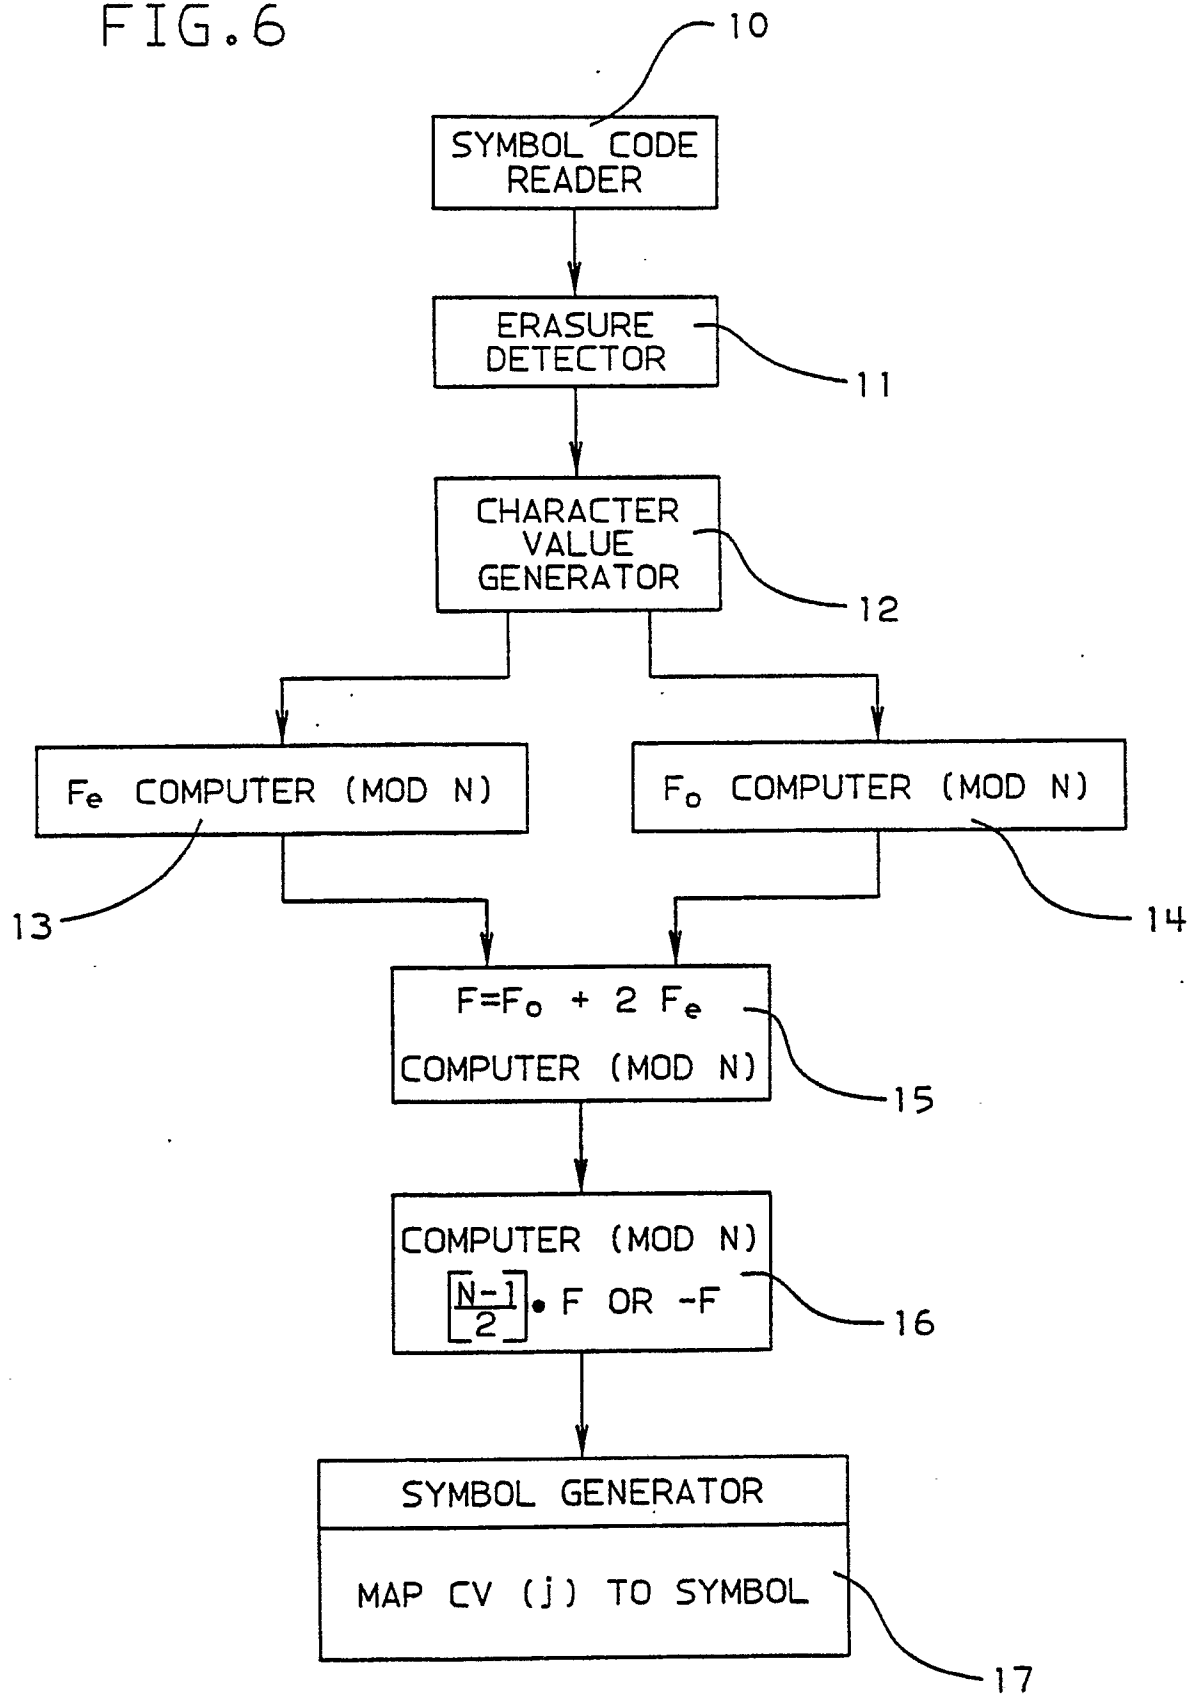 FIG.6
10
SYMBOL CODE
READER
ERASURE
DETECTOR
11
CHARACTER
VALUE
GENERATOR
12
Fe COMPUTER (MOD N)
Fo COMPUTER (MOD N)
13
14
F=Fo + 2 Fe
COMPUTER (MOD N)
15
COMPUTER (MOD N)
[N-1/2] • F OR -F
16
SYMBOL GENERATOR
MAP CV (j) TO SYMBOL
17